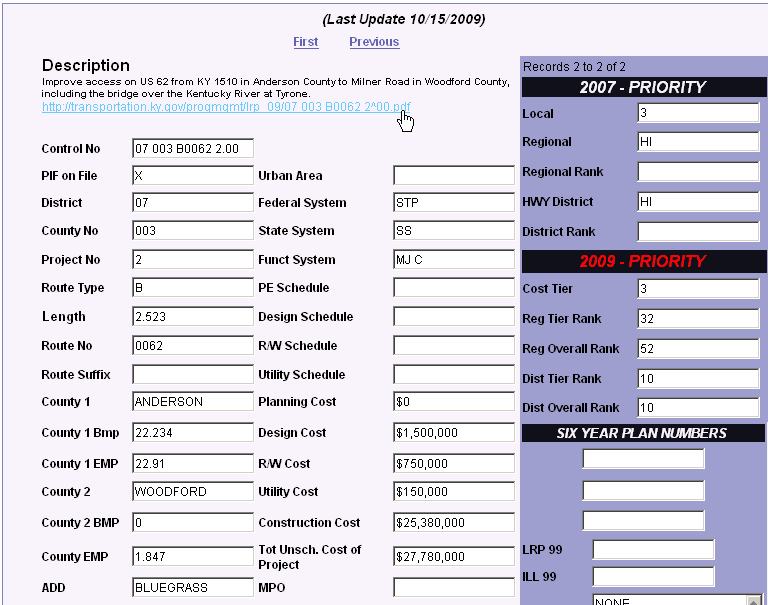 (Last Update 10/15/2009)
First Previous
Description
Improve access on US 62 from KY 1510 in Anderson County to Milner Road in Woodford County,
including the bridge over the Kentucky River at Tyrone.
http://transportation.ky.gov/progmgmt/lrp_09/07 003 B0062 2^00.pdf
Control No 07 003 B0062 2.00
PIF on File X Urban Area
District 07 Federal System STP
County No 003 State System SS
Project No 2 Funct System MJ C
Route Type B PE Schedule
Length 2.523 Design Schedule
Route No 0062 R/W Schedule
Route Suffix Utility Schedule
County 1 ANDERSON Planning Cost $0
County 1 Bmp 22.234 Design Cost $1,500,000
County 1 EMP 22.91 R/W Cost $750,000
County 2 WOODFORD Utility Cost $150,000
County 2 BMP 0 Construction Cost $25,380,000
County EMP 1.847 Tot Unsch. Cost of
Project $27,780,000
ADD BLUEGRASS MPO
Records 2 to 2 of 2
2007 - PRIORITY
Local 3
Regional HI
Regional Rank
HWY District HI
District Rank
2009 - PRIORITY
Cost Tier 3
Reg Tier Rank 32
Reg Overall Rank 52
Dist Tier Rank 10
Dist Overall Rank 10
SIX YEAR PLAN NUMBERS
LRP 99
ILL 99
NONE